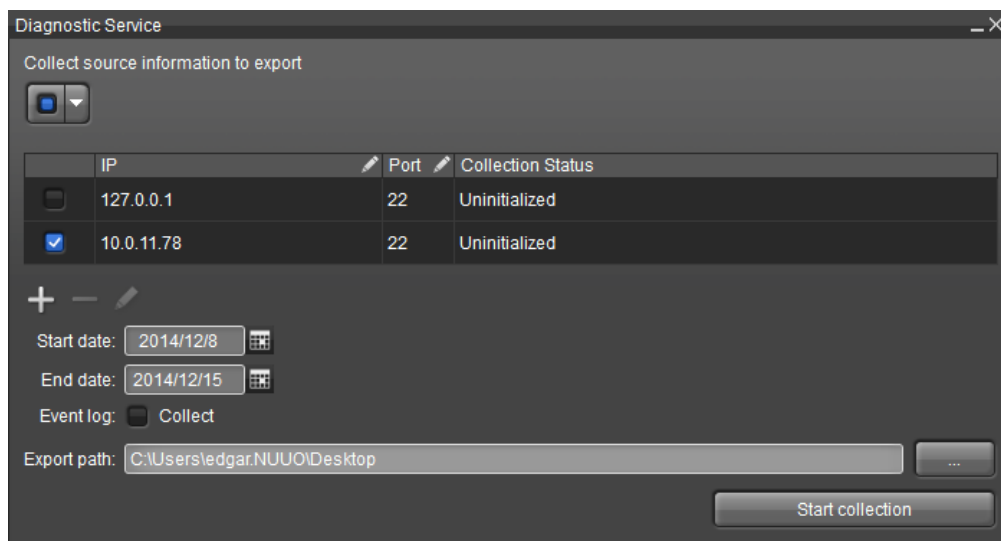 Diagnostic Service
Collect source information to export
IP Port Collection Status
127.0.0.1 22 Uninitialized
10.0.11.78 22 Uninitialized
Start date: 2014/12/8
End date: 2014/12/15
Event log: Collect
Export path: C:\Users\edgar.NUUO\Desktop ...
Start collection